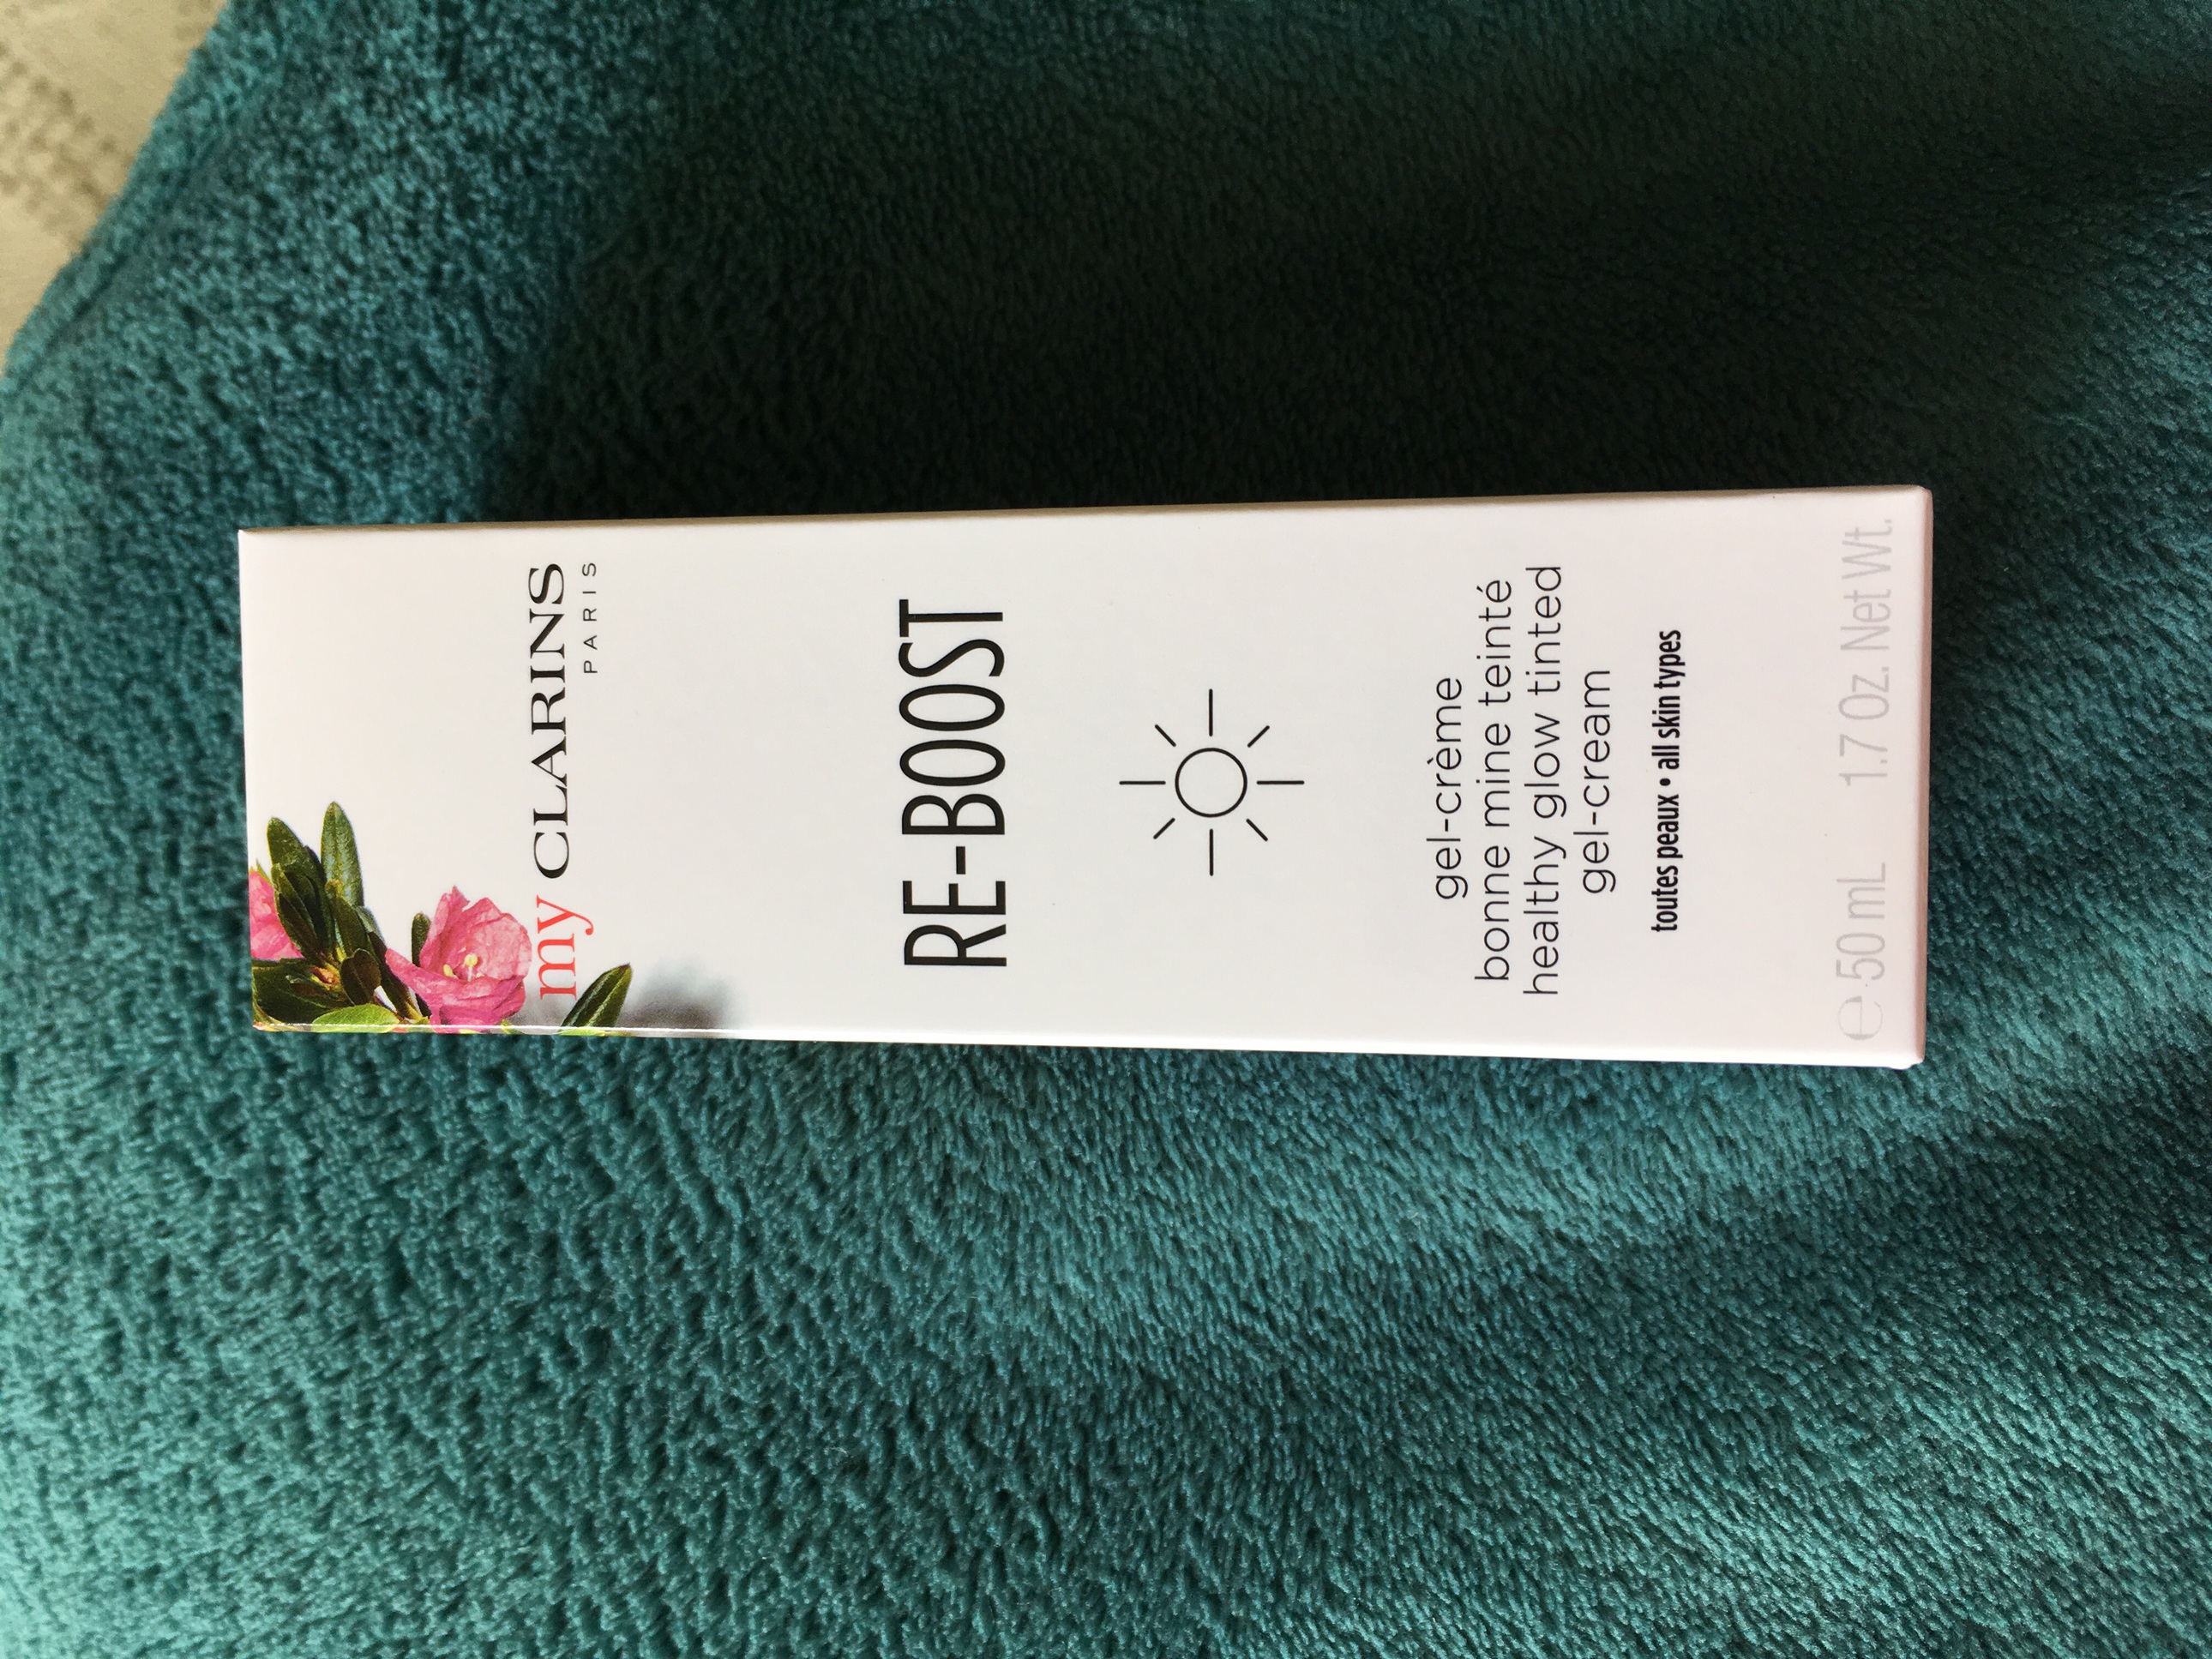 my CLARINS
PARIS
RE-BOOST
gel-crème
bonne mine teinté
healthy glow tinted
gel-cream
toutes peaux • all skin types
℮ 50 mL 1.7 Oz. Net Wt.